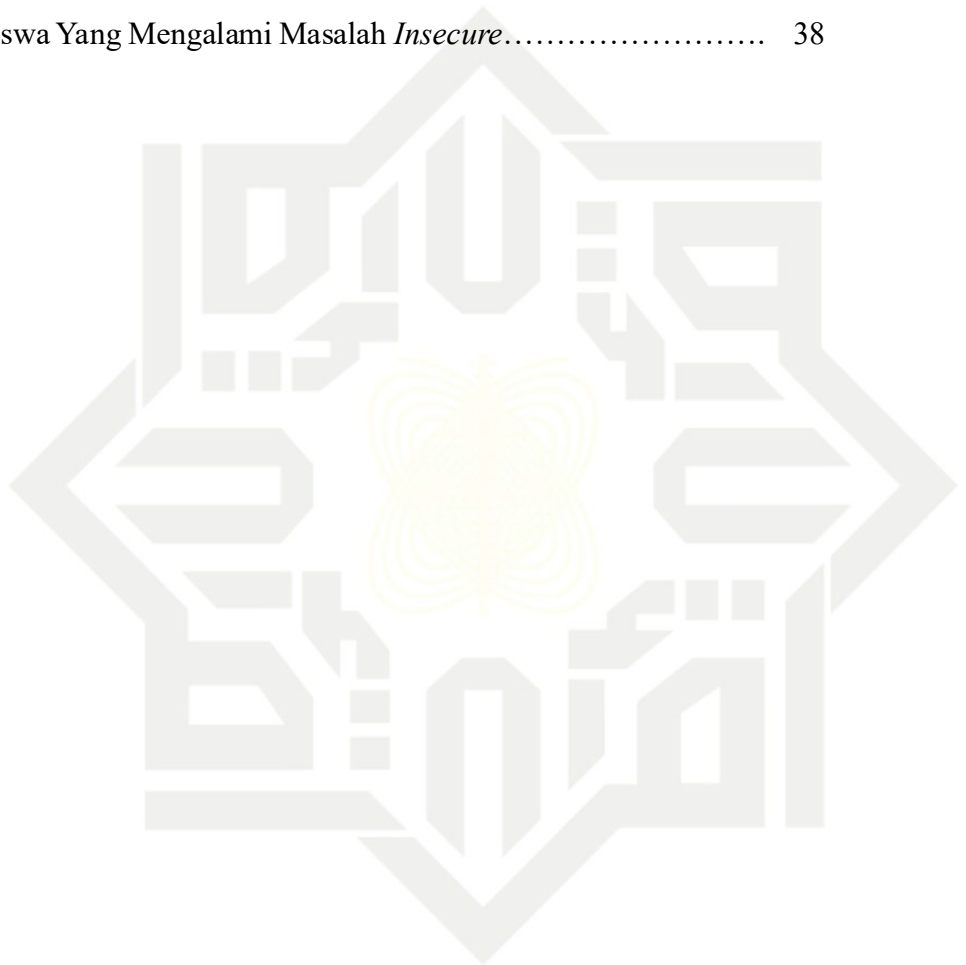 swa Yang Mengalami Masalah Insecure……………………. 38